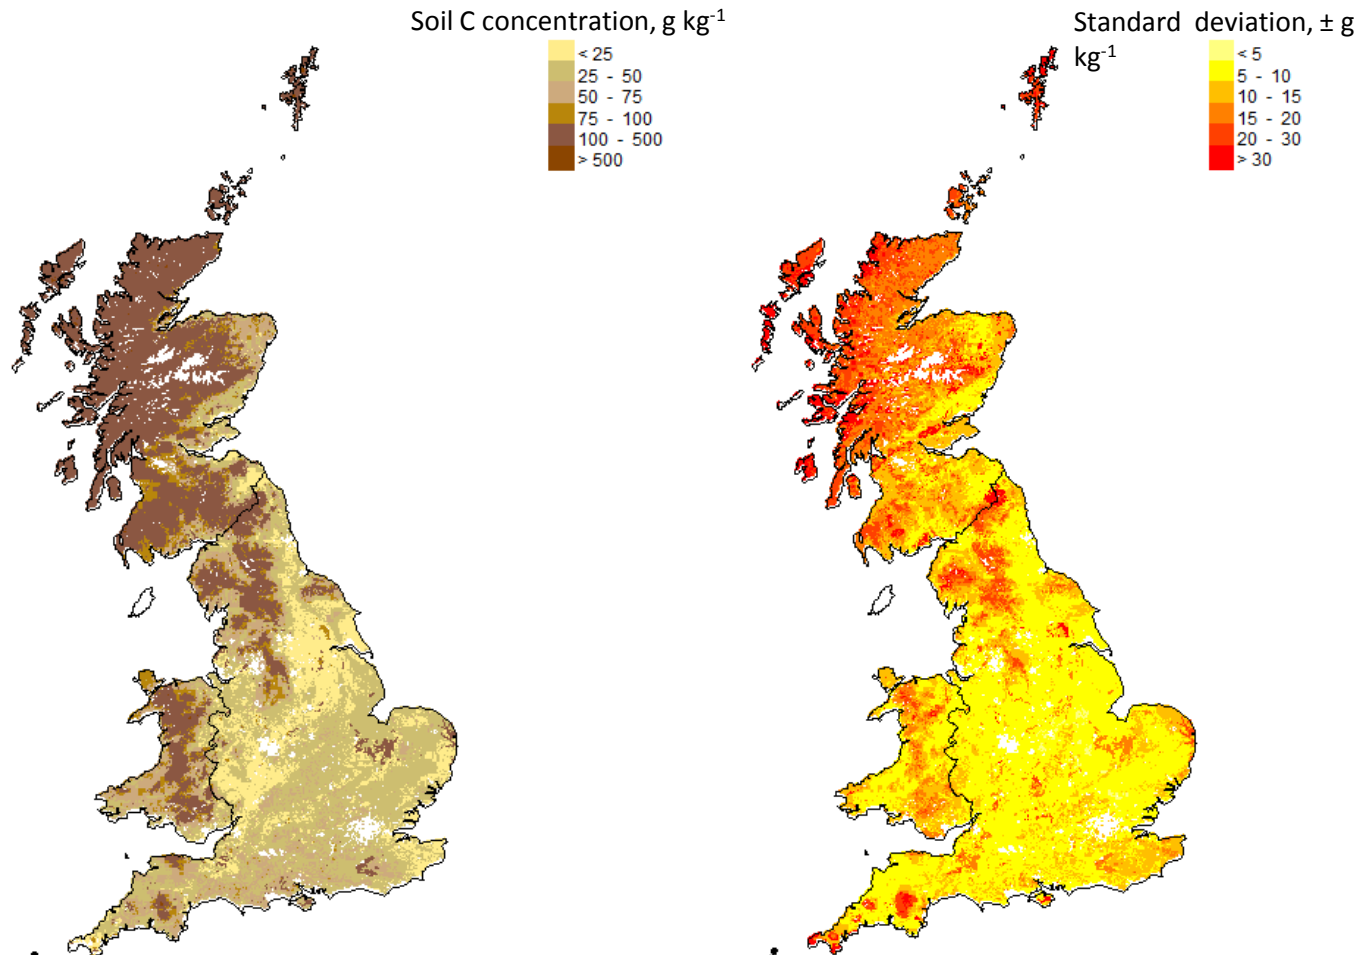 Soil C concentration, g kg⁻¹
< 25
25 - 50
50 - 75
75 - 100
100 - 500
> 500
Standard deviation, ± g
kg⁻¹
< 5
5 - 10
10 - 15
15 - 20
20 - 30
> 30